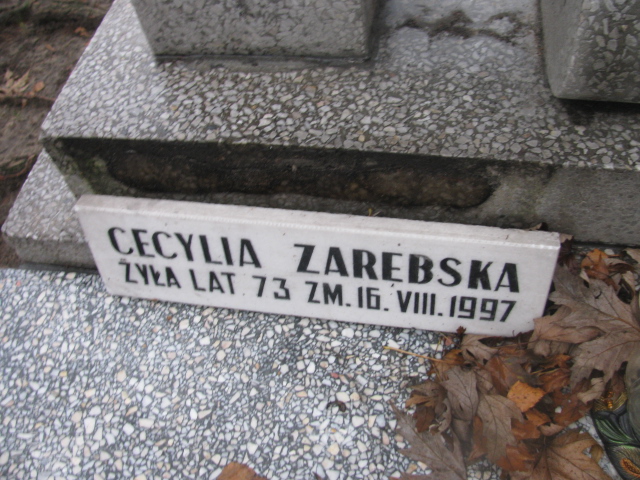 CECYLIA ZARĘBSKA
ŻYŁA LAT 73 ZM. 16. VIII. 1997